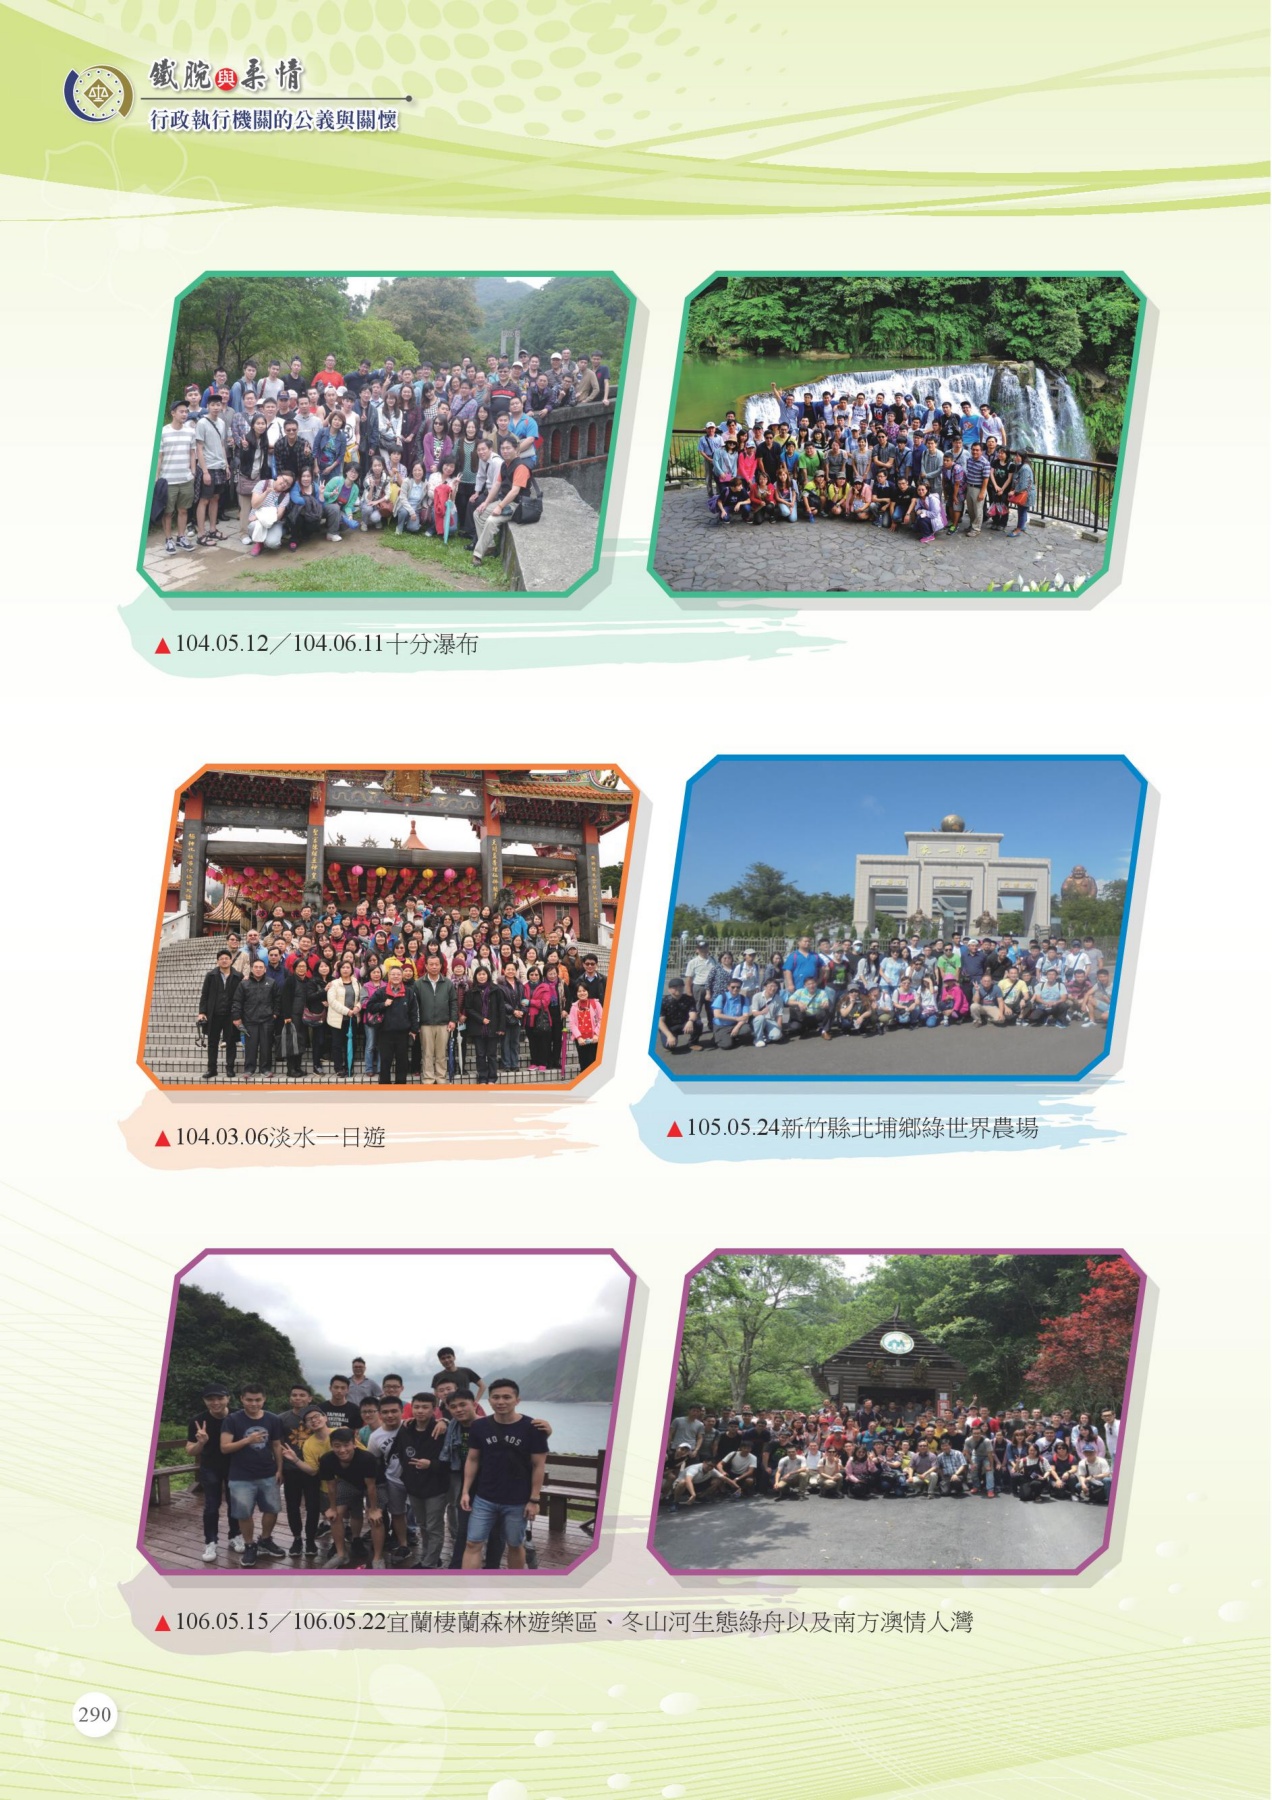 鐵腕與柔情
行政執行機關的公義與關懷
▲104.05.12／104.06.11十分瀑布
▲104.03.06淡水一日遊
▲105.05.24新竹縣北埔鄉綠世界農場
▲106.05.15／106.05.22宜蘭棲蘭森林遊樂區、冬山河生態綠舟以及南方澳情人灣
290